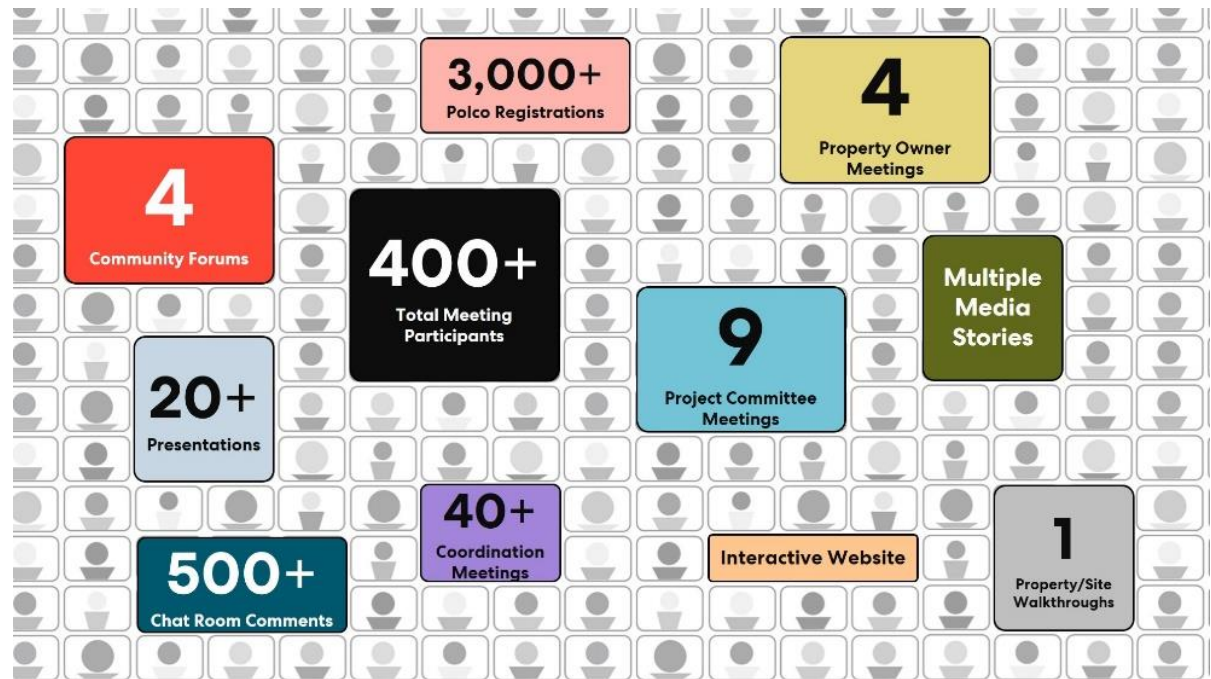 3,000+
Polco Registrations
4
Property Owner
Meetings
4
Community Forums
400+
Total Meeting
Participants
Multiple
Media
Stories
9
Project Committee
Meetings
20+
Presentations
40+
Coordination
Meetings
Interactive Website
1
Property/Site
Walkthroughs
500+
Chat Room Comments